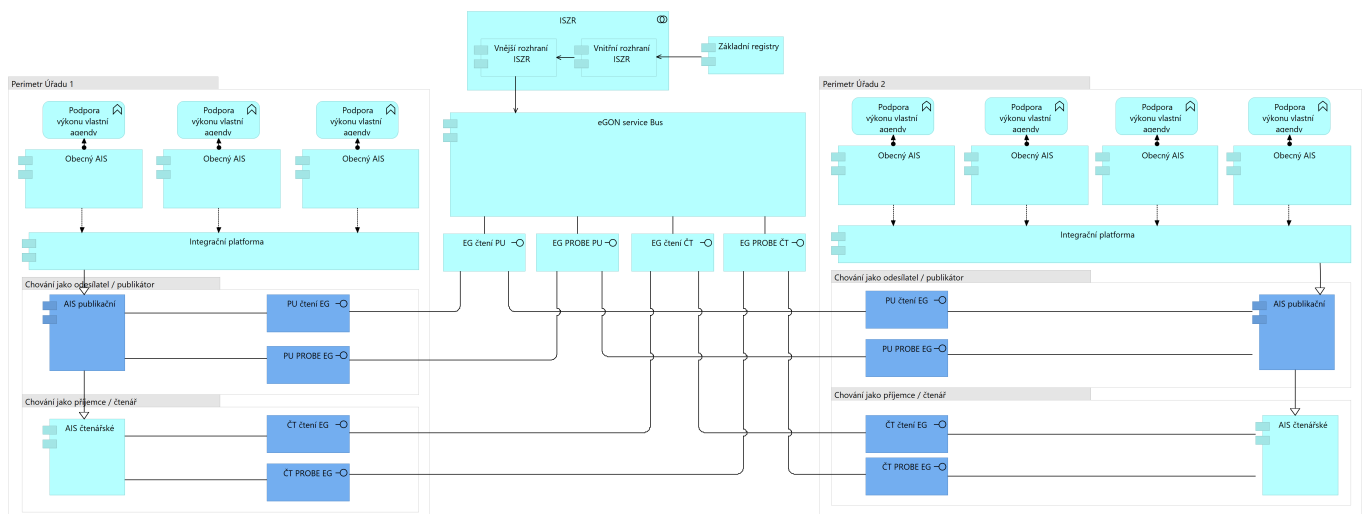 ISZR
Vnější rozhraní
ISZR
Vnitřní rozhraní
ISZR
Základní registry
Perimetr Úřadu 1
Podpora
výkonu vlastní
agendy
Podpora
výkonu vlastní
agendy
Podpora
výkonu vlastní
agendy
Obecný AIS
Obecný AIS
Obecný AIS
Integrační platforma
Chování jako odesílatel / publikátor
AIS publikační
PU čtení EG
PU PROBE EG
Chování jako příjemce / čtenář
AIS čtenářské
ČT čtení EG
ČT PROBE EG
eGON service Bus
EG čtení PU
EG PROBE PU
EG čtení ČT
EG PROBE ČT
Perimetr Úřadu 2
Podpora
výkonu vlastní
agendy
Podpora
výkonu vlastní
agendy
Podpora
výkonu vlastní
agendy
Podpora
výkonu vlastní
agendy
Obecný AIS
Obecný AIS
Obecný AIS
Obecný AIS
Integrační platforma
Chování jako odesílatel / publikátor
PU čtení EG
AIS publikační
PU PROBE EG
Chování jako příjemce / čtenář
ČT čtení EG
AIS čtenářské
ČT PROBE EG